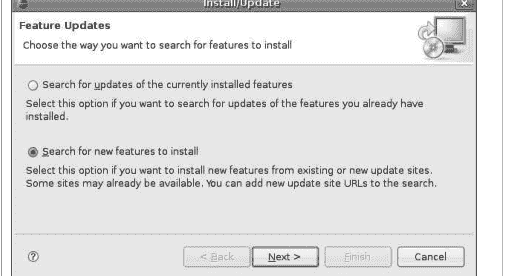 Install/Update
Feature Updates
Choose the way you want to search for features to install
Search for updates of the currently installed features
Select this option if you want to search for updates of the features you already have
installed.
Search for new features to install
Select this option if you want to install new features from existing or new update sites.
Some sites may already be available. You can add new update site URLs to the search.
< Back Next > Finish Cancel